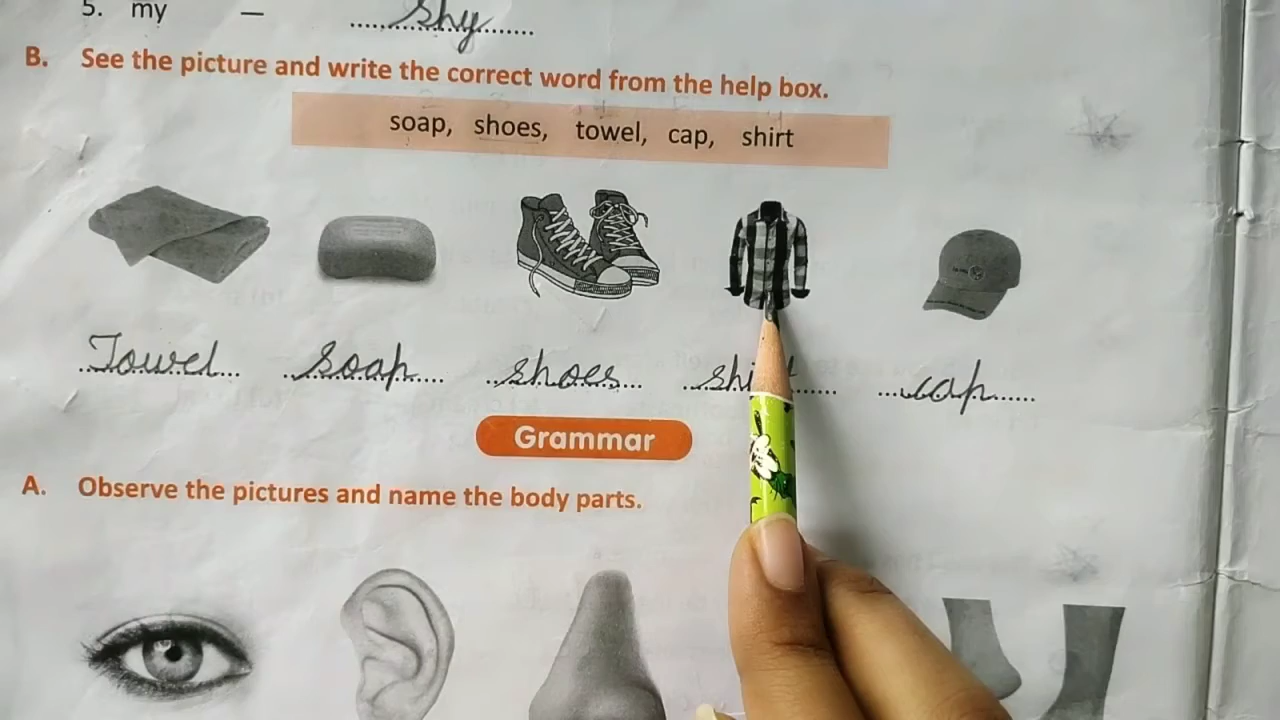 5. my – shy
B. See the picture and write the correct word from the help box.
soap, shoes, towel, cap, shirt
Towel soap shoes shirt cap
Grammar
A. Observe the pictures and name the body parts.